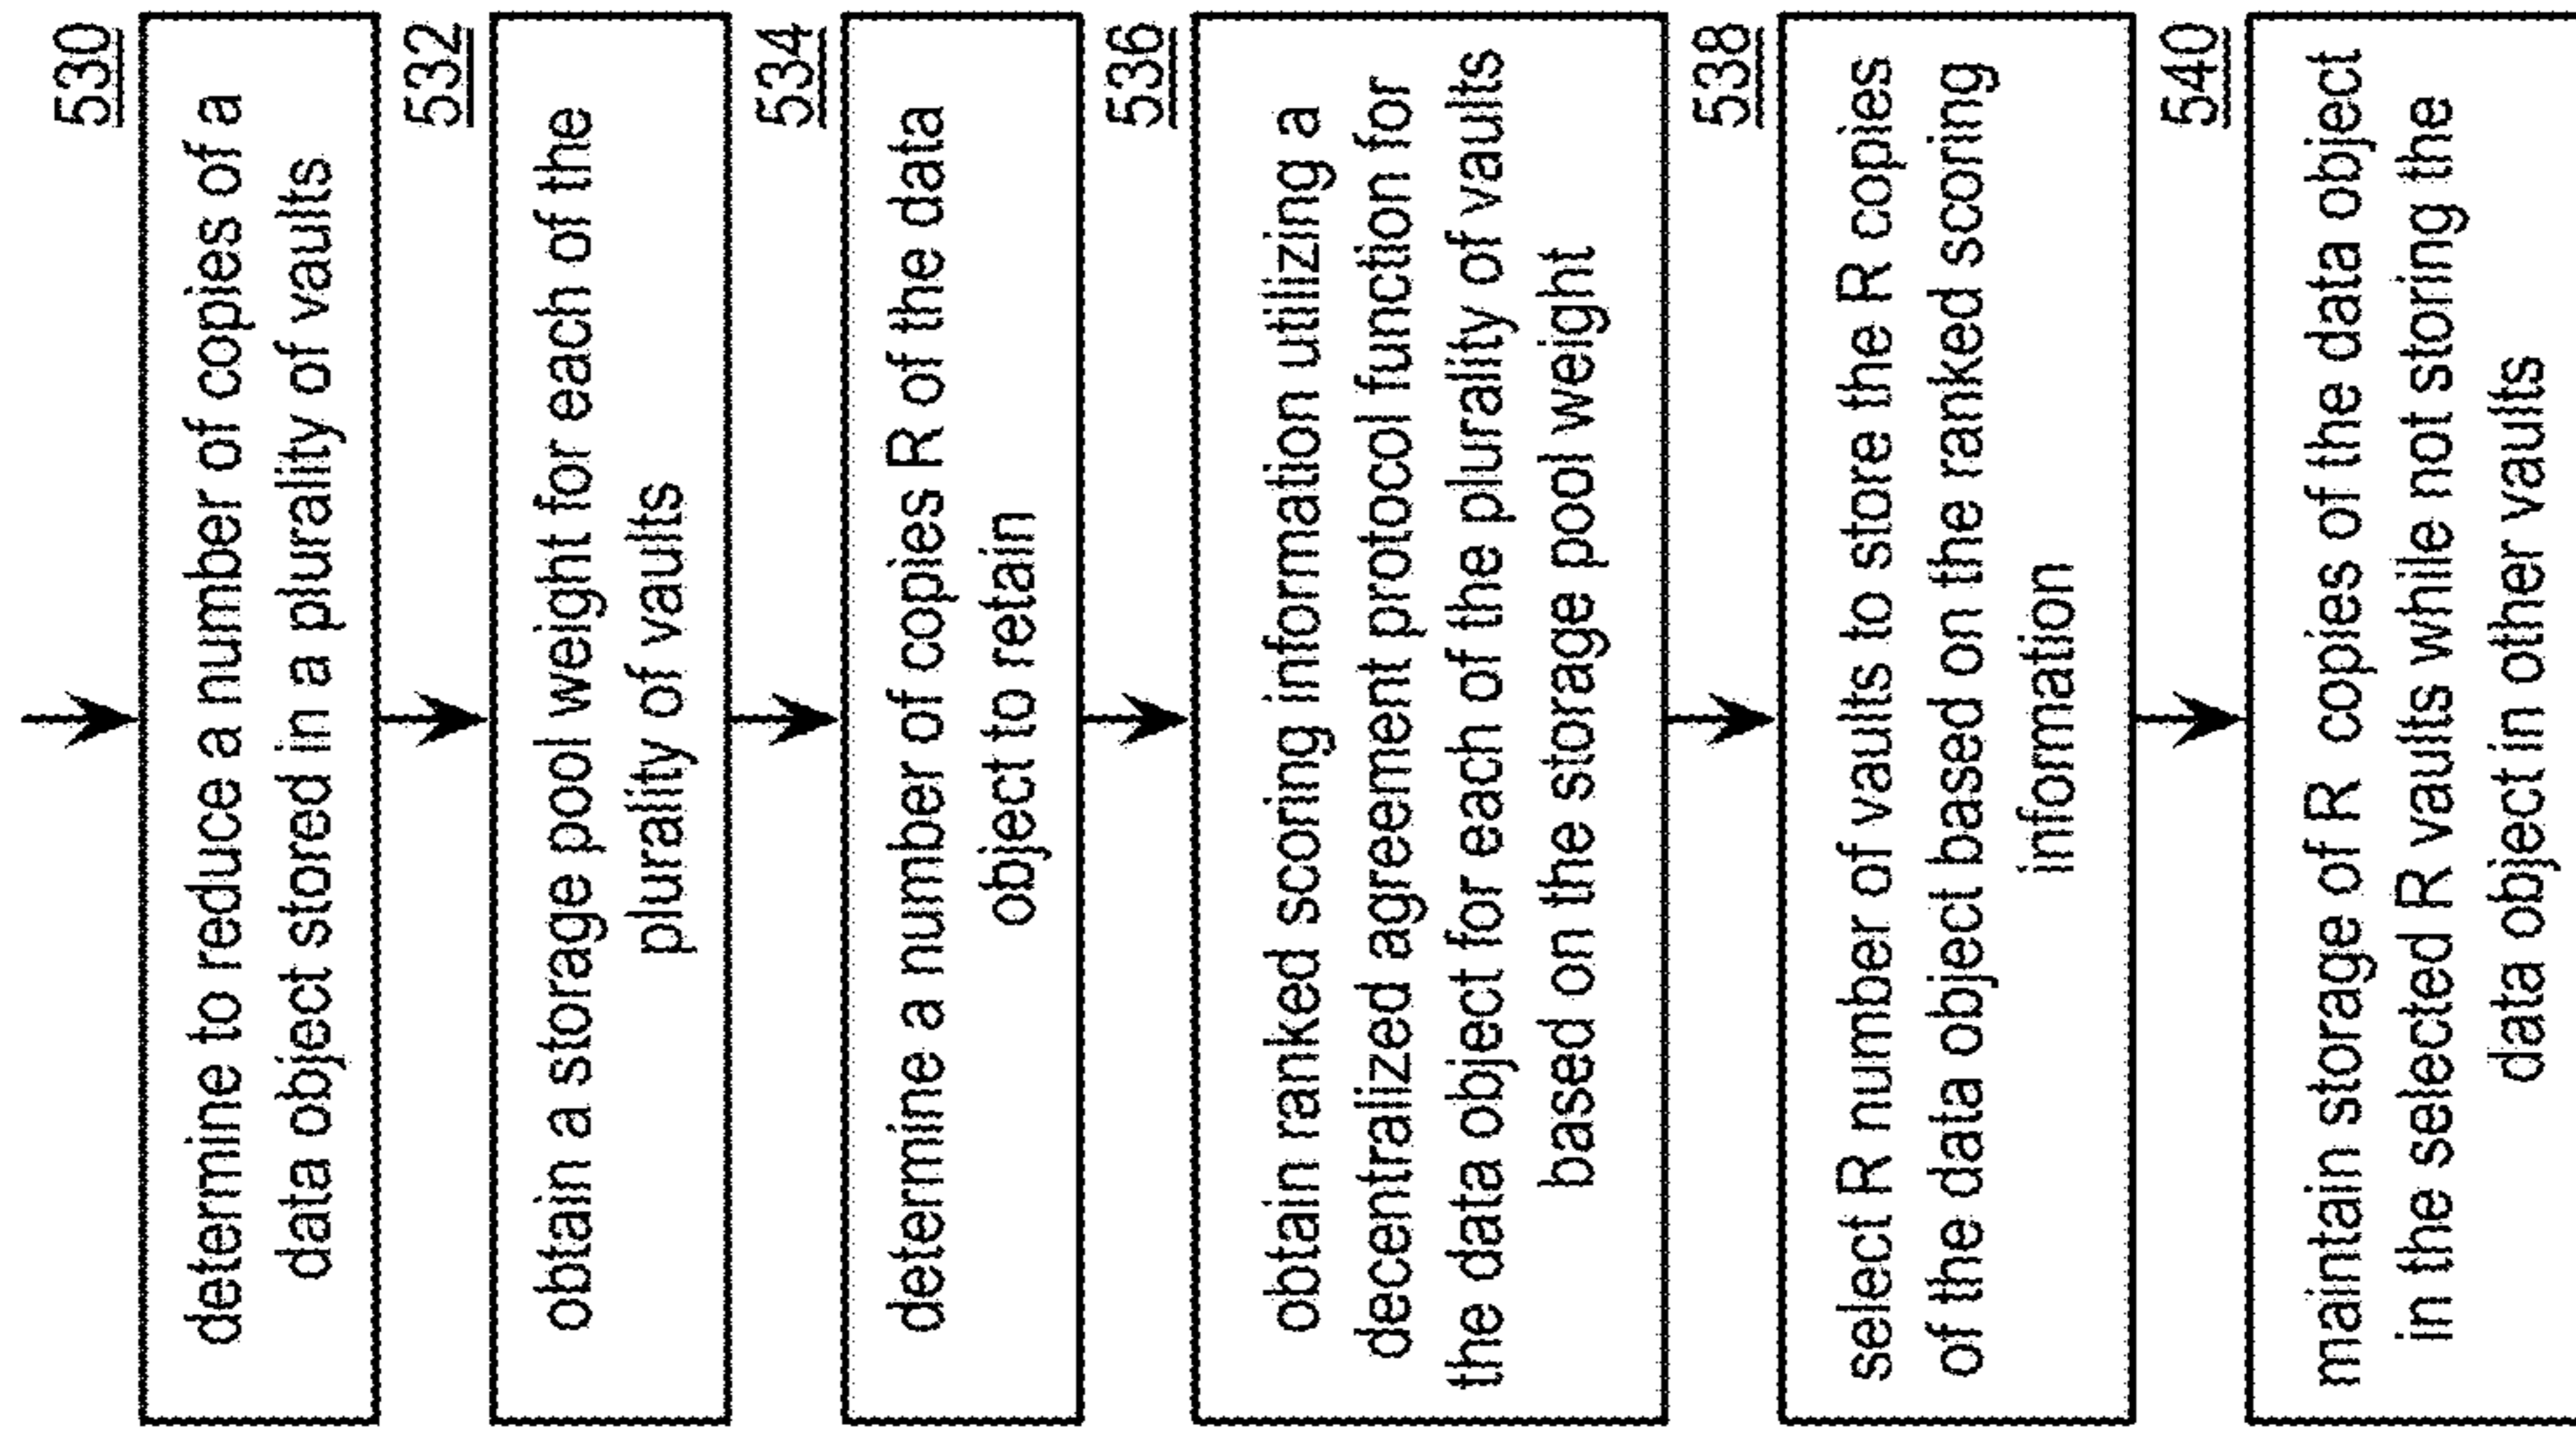 530
determine to reduce a number of copies of a
data object stored in a plurality of vaults
532
obtain a storage pool weight for each of the
plurality of vaults
534
determine a number of copies R of the data
object to retain
536
obtain ranked scoring information utilizing a
decentralized agreement protocol function for
the data object for each of the plurality of vaults
based on the storage pool weight
538
select R number of vaults to store the R copies
of the data object based on the ranked scoring
information
540
maintain storage of R copies of the data object
in the selected R vaults while not storing the
data object in other vaults